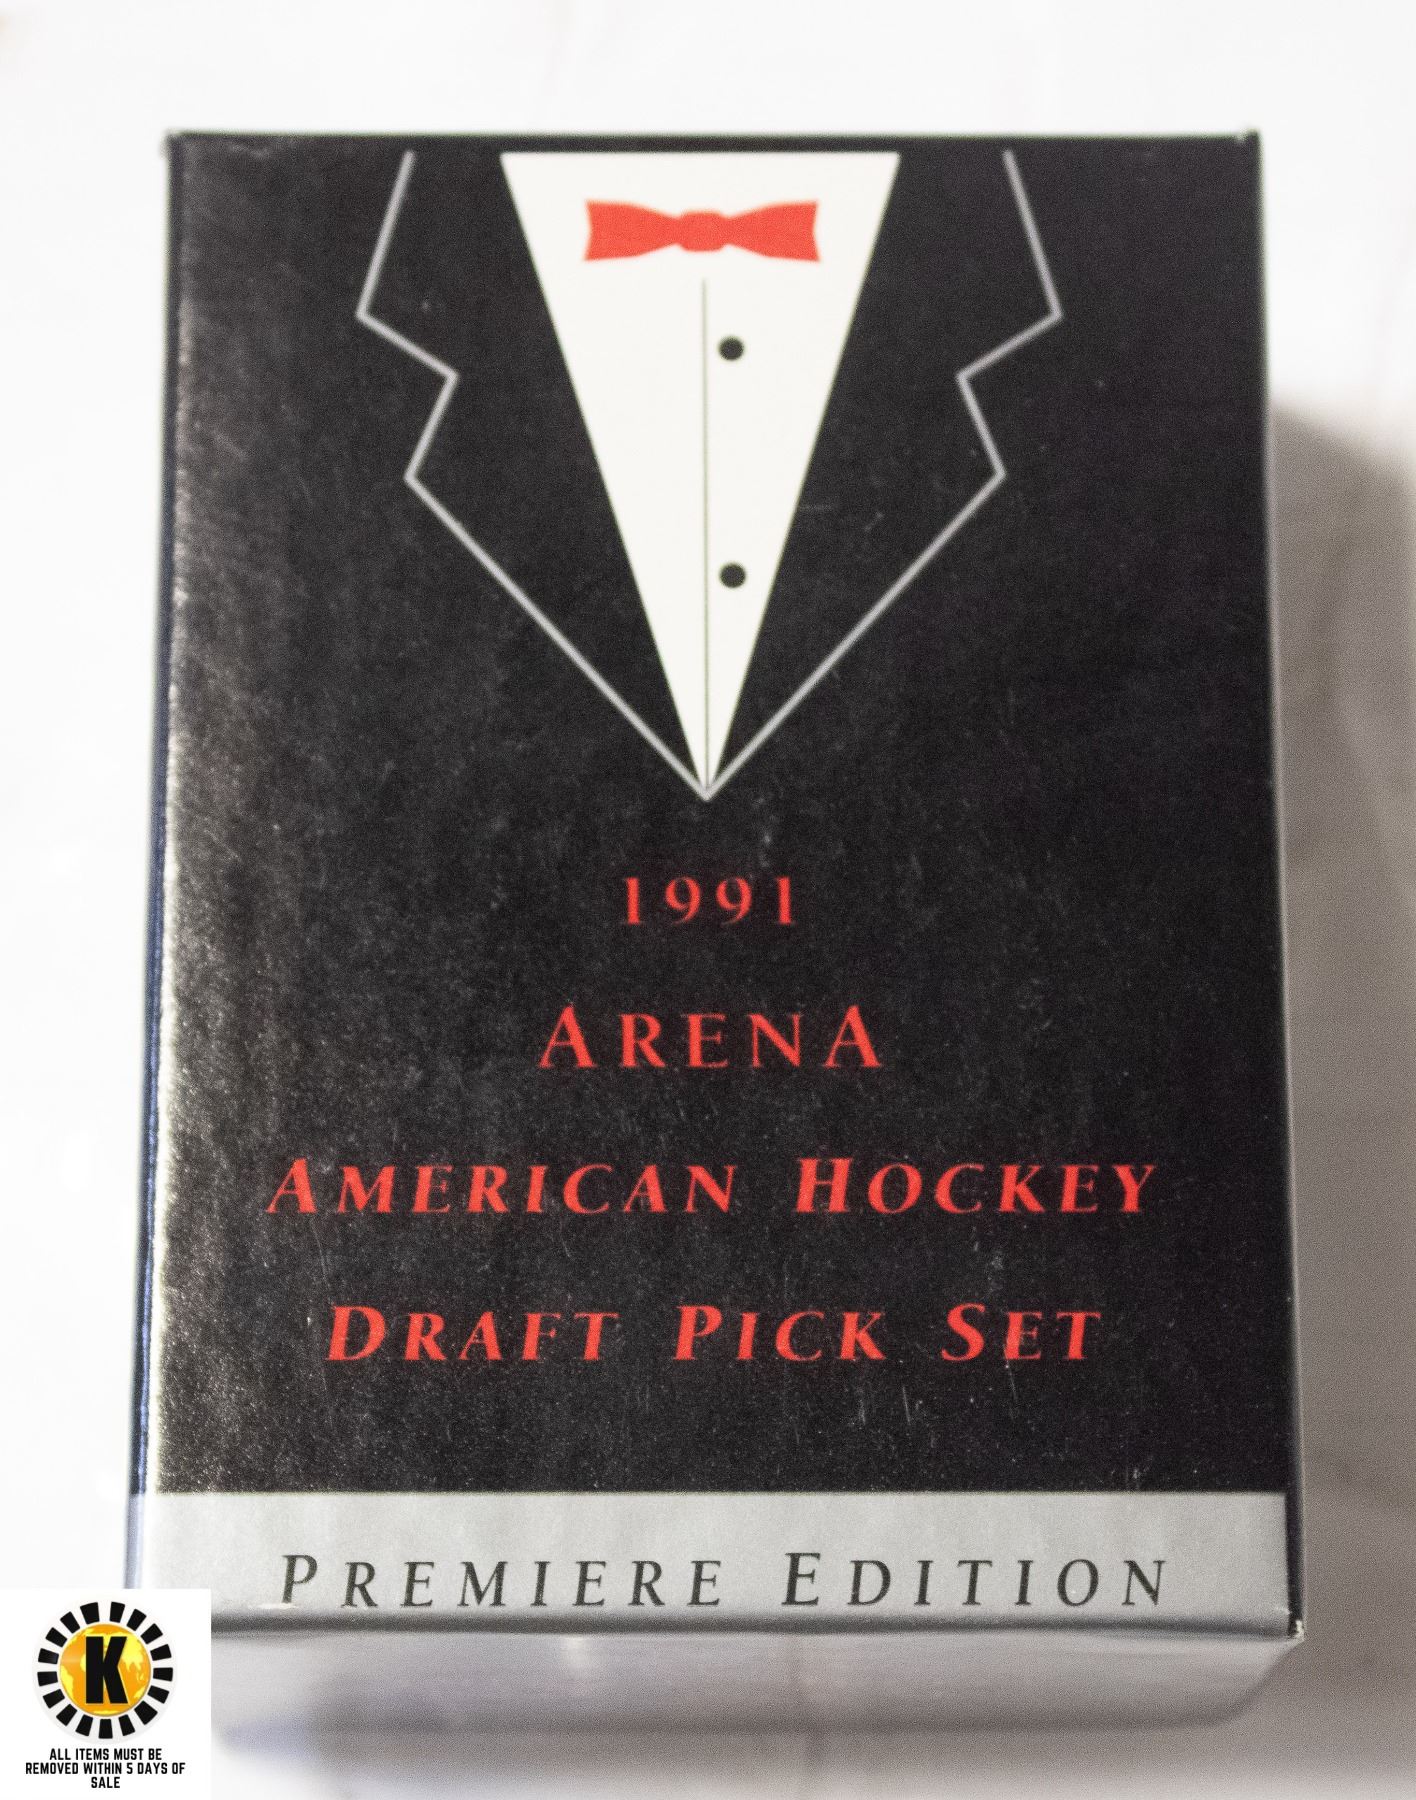 1991
ARENA
AMERICAN HOCKEY
DRAFT PICK SET
PREMIERE EDITION
K
ALL ITEMS MUST BE
REMOVED WITHIN 5 DAYS OF
SALE